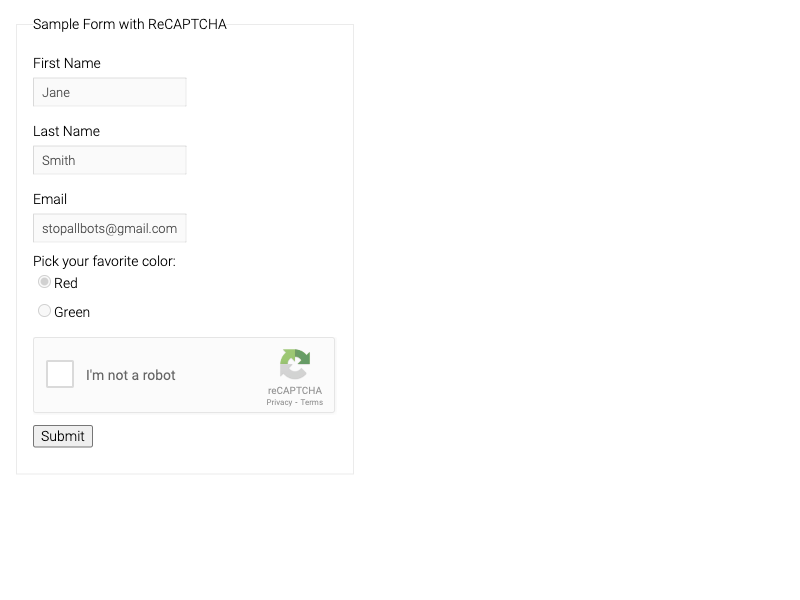 Sample Form with ReCAPTCHA
First Name
Jane
Last Name
Smith
Email
stopallbots@gmail.com
Pick your favorite color:
Red
Green
I'm not a robot
reCAPTCHA
Privacy - Terms
Submit